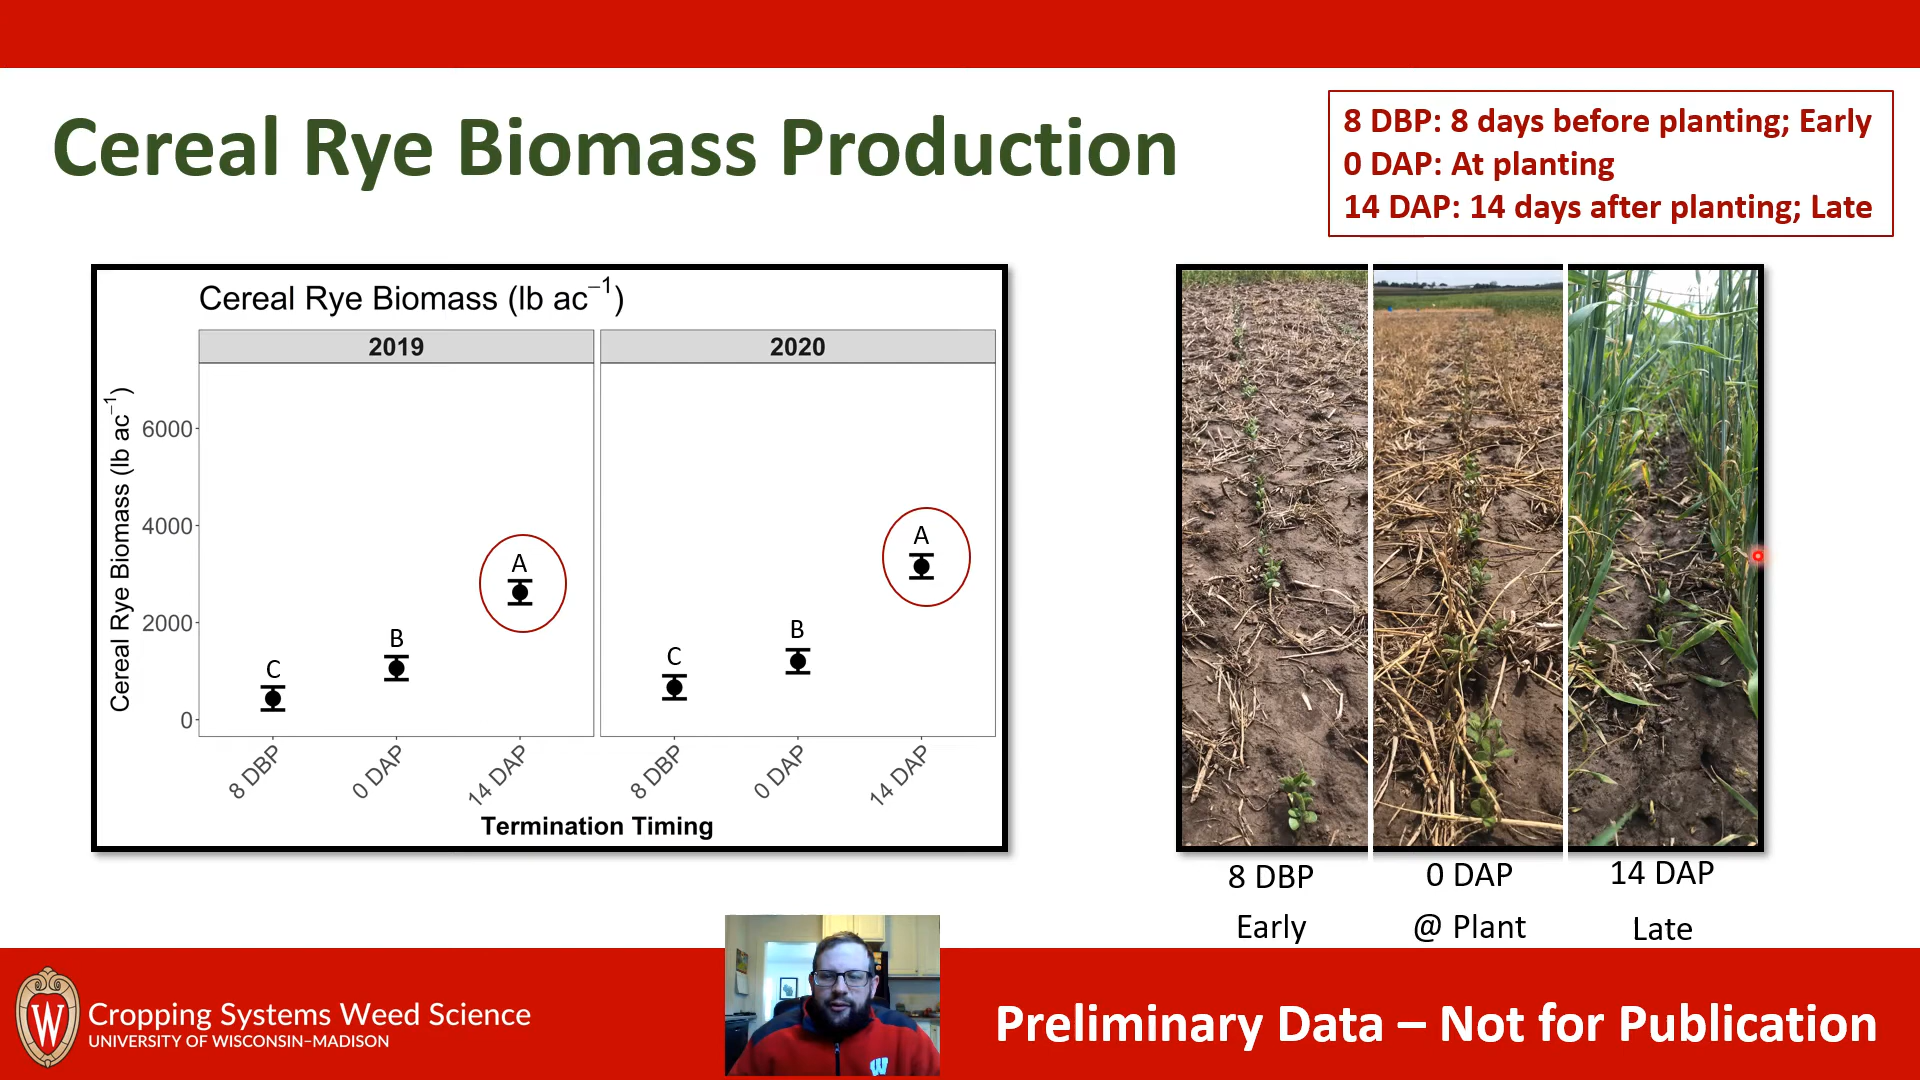 Cereal Rye Biomass Production
8 DBP: 8 days before planting; Early
0 DAP: At planting
14 DAP: 14 days after planting; Late
Cereal Rye Biomass (lb ac⁻¹)
2019
2020
Cereal Rye Biomass (lb ac⁻¹)
6000
4000
2000
0
C
B
A
C
B
A
8 DBP
0 DAP
14 DAP
8 DBP
0 DAP
14 DAP
Termination Timing
8 DBP
Early
0 DAP
@ Plant
14 DAP
Late
W
Cropping Systems Weed Science
UNIVERSITY OF WISCONSIN–MADISON
W
Preliminary Data – Not for Publication